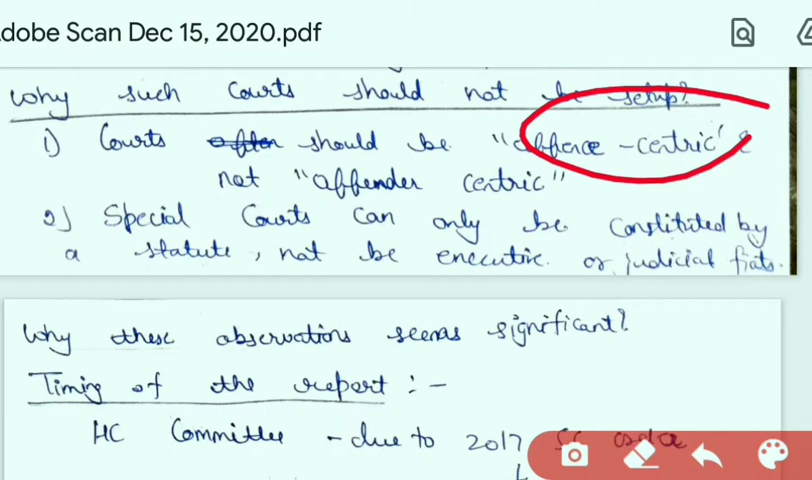 dobe Scan Dec 15, 2020.pdf
Why such Courts should not be setup?
1) Courts should be "offence - centric" &
not "offender centric"
2) Special Courts can only be constituted by
a statute, not be executive or judicial fiats.
Why these observations seems significant?
Timing of the report : -
HC Committee - due to 2017 SC